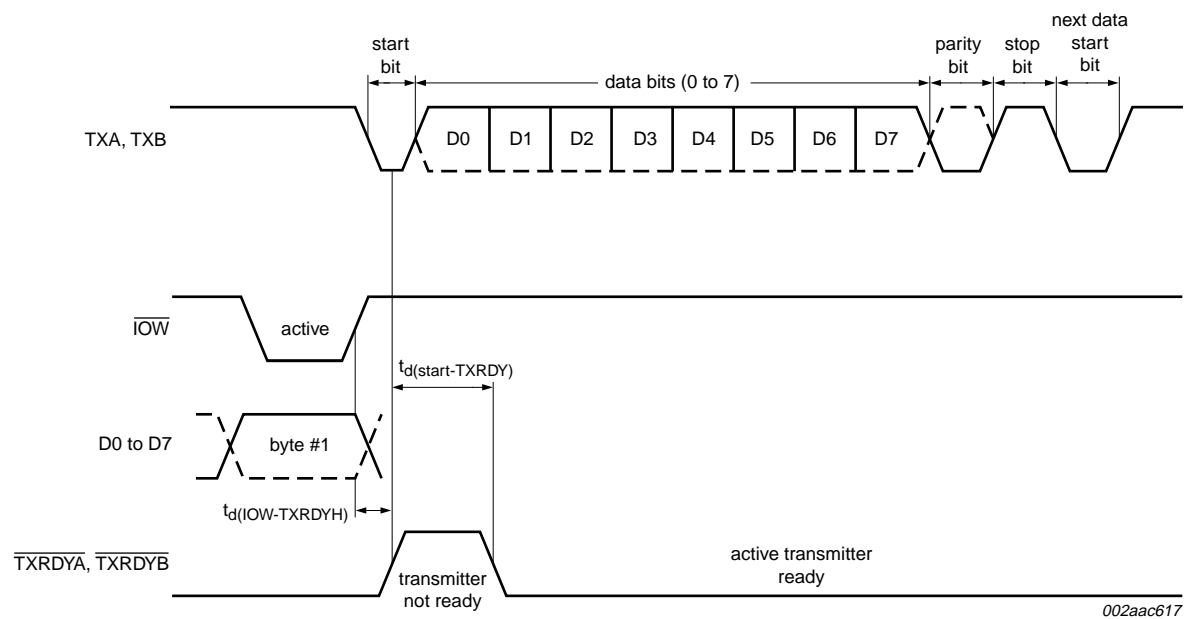 start
bit
data bits (0 to 7)
parity
bit
stop
bit
next data
start
bit
TXA, TXB
D0 D1 D2 D3 D4 D5 D6 D7
IOW
active
td(start-TXRDY)
D0 to D7
byte #1
td(IOW-TXRDYH)
TXRDYA, TXRDYB
transmitter
not ready
active transmitter
ready
002aac617